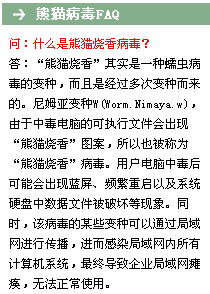 熊猫病毒FAQ
问：什么是熊猫烧香病毒？
答：“熊猫烧香”其实是一种蠕虫病
毒的变种，而且是经过多次变种而来
的。尼姆亚变种W(Worm.Nimaya.w)，
由于中毒电脑的可执行文件会出现
“熊猫烧香”图案，所以也被称为
“熊猫烧香”病毒。用户电脑中毒后
可能会出现蓝屏、频繁重启以及系统
硬盘中数据文件被破坏等现象。同
时，该病毒的某些变种可以通过局域
网进行传播，进而感染局域网内所有
计算机系统，最终导致企业局域网瘫
痪，无法正常使用。